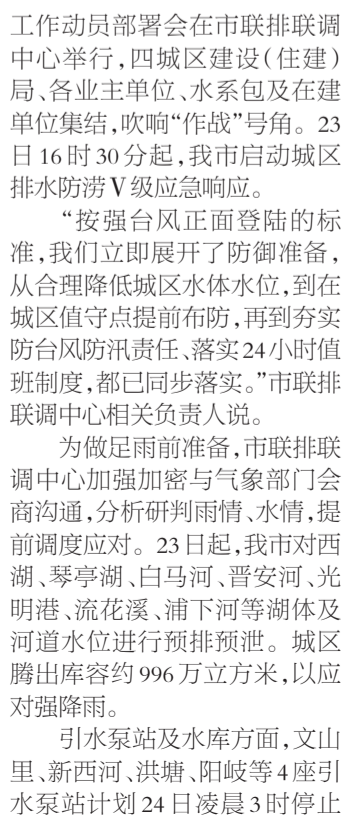 工作动员部署会在市联排联调
中心举行，四城区建设（住建）
局、各业主单位、水系包及在建
单位集结，吹响“作战”号角。23
日16时30分起，我市启动城区
排水防涝Ⅴ级应急响应。
“按强台风正面登陆的标
准，我们立即展开了防御准备，
从合理降低城区水体水位，到在
城区值守点提前布防，再到夯实
防台风防汛责任、落实24小时值
班制度，都已同步落实。”市联排
联调中心相关负责人说。
为做足雨前准备，市联排联
调中心加强加密与气象部门会
商沟通，分析研判雨情、水情，提
前调度应对。23日起，我市对西
湖、琴亭湖、白马河、晋安河、光
明港、流花溪、浦下河等湖体及
河道水位进行预排预泄。城区
腾出库容约996万立方米，以应
对强降雨。
引水泵站及水库方面，文山
里、新西河、洪塘、阳岐等4座引
水泵站计划24日凌晨3时停止